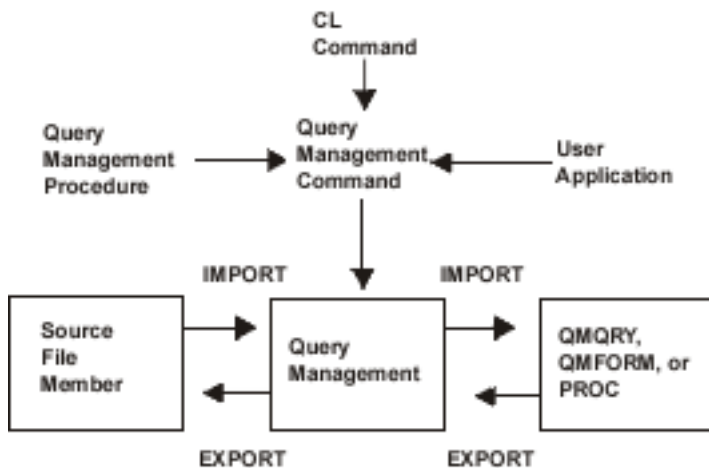 CL
Command
Query
Management
Procedure
Query
Management
Command
User
Application
IMPORT
IMPORT
Source
File
Member
Query
Management
QMQRY,
QMFORM, or
PROC
EXPORT
EXPORT